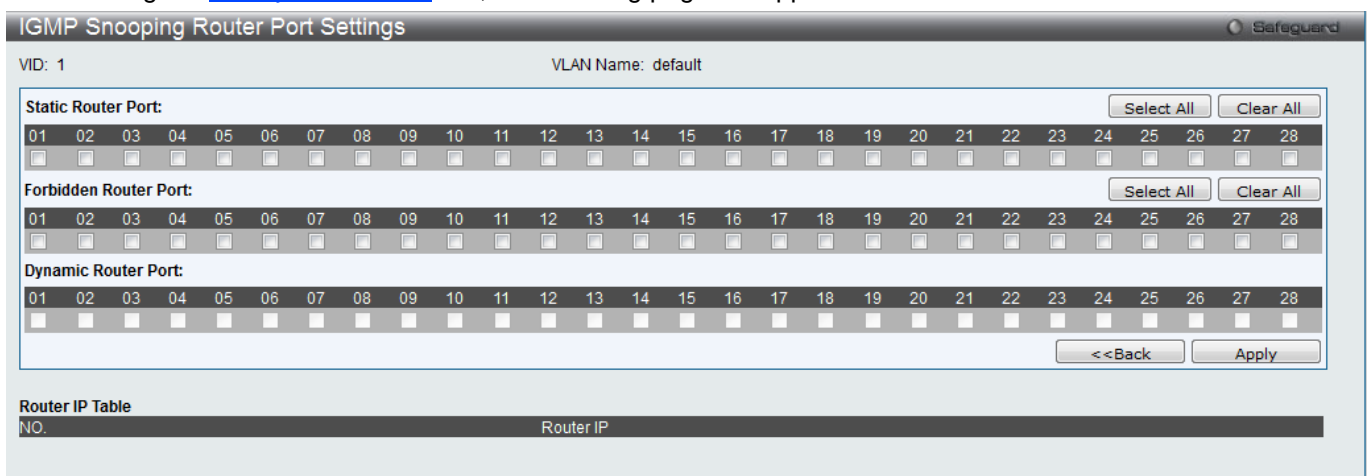 IGMP Snooping Router Port Settings
Safeguard
VID: 1 VLAN Name: default
Static Router Port: Select All Clear All
01 02 03 04 05 06 07 08 09 10 11 12 13 14 15 16 17 18 19 20 21 22 23 24 25 26 27 28
Forbidden Router Port: Select All Clear All
01 02 03 04 05 06 07 08 09 10 11 12 13 14 15 16 17 18 19 20 21 22 23 24 25 26 27 28
Dynamic Router Port:
01 02 03 04 05 06 07 08 09 10 11 12 13 14 15 16 17 18 19 20 21 22 23 24 25 26 27 28
<<Back Apply
Router IP Table
NO. Router IP